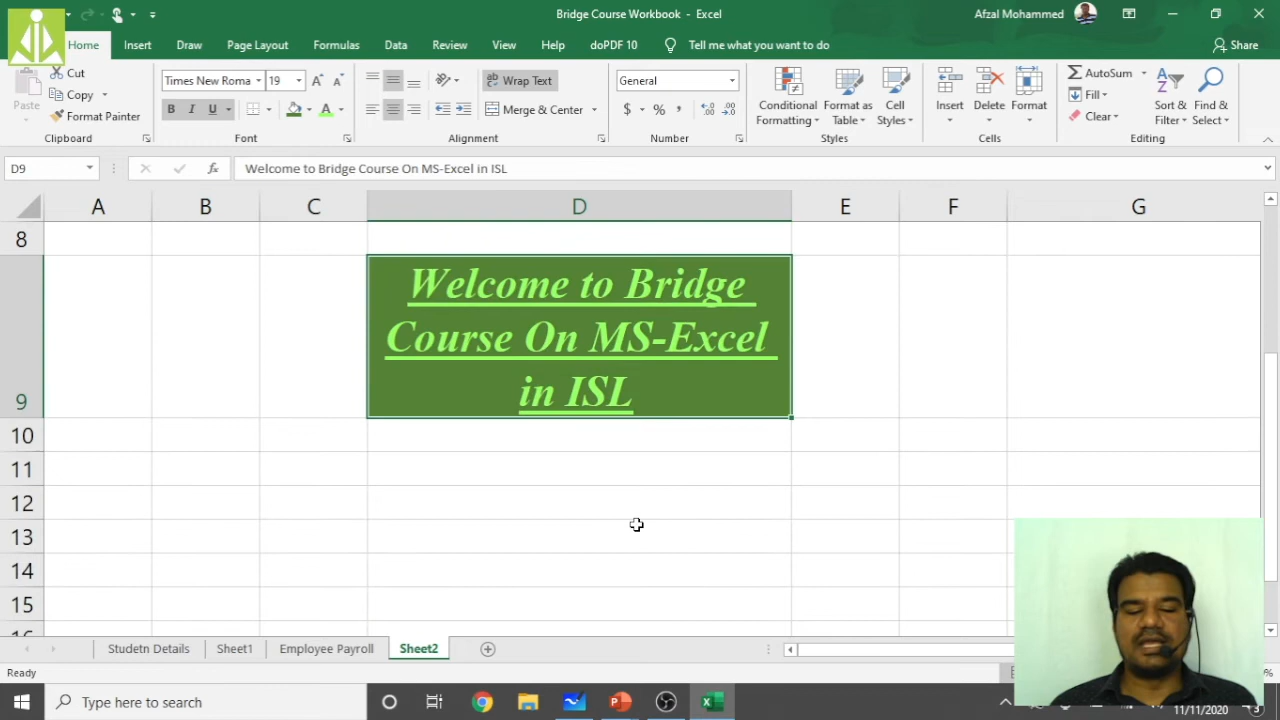 Bridge Course Workbook - Excel
Afzal Mohammed
Home Insert Draw Page Layout Formulas Data Review View Help doPDF 10 Tell me what you want to do Share
Paste
Cut
Copy
Format Painter
Clipboard
Times New Roma 19
B I U
Font
Wrap Text
Merge & Center
Alignment
General
$ % ,
Number
Conditional Formatting
Format as Table
Cell Styles
Styles
Insert Delete Format
Cells
AutoSum
Fill
Clear
Sort & Filter
Find & Select
Editing
D9 fx Welcome to Bridge Course On MS-Excel in ISL
A B C D E F G
8
9
Welcome to Bridge
Course On MS-Excel
in ISL
10
11
12
13
14
15
16
Studetn Details Sheet1 Employee Payroll Sheet2
Ready
Type here to search
11/11/2020